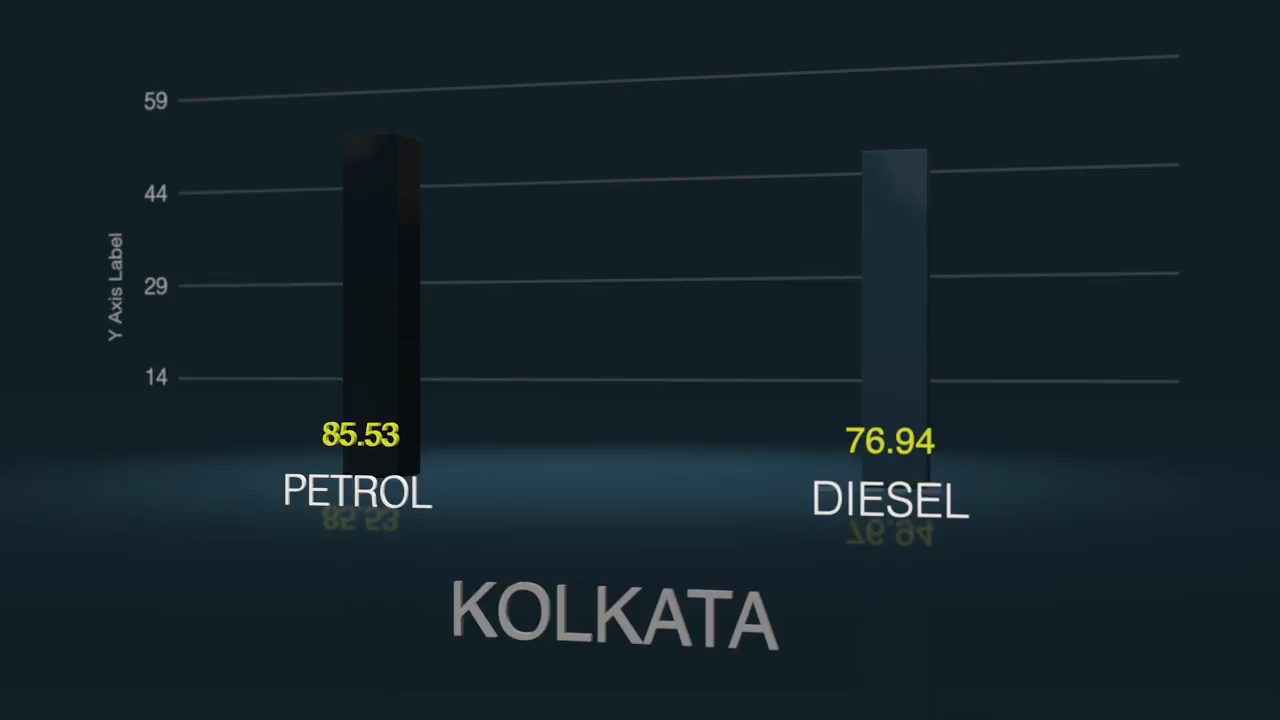 59
44
29
14
Y Axis Label
85.53
76.94
PETROL
DIESEL
KOLKATA